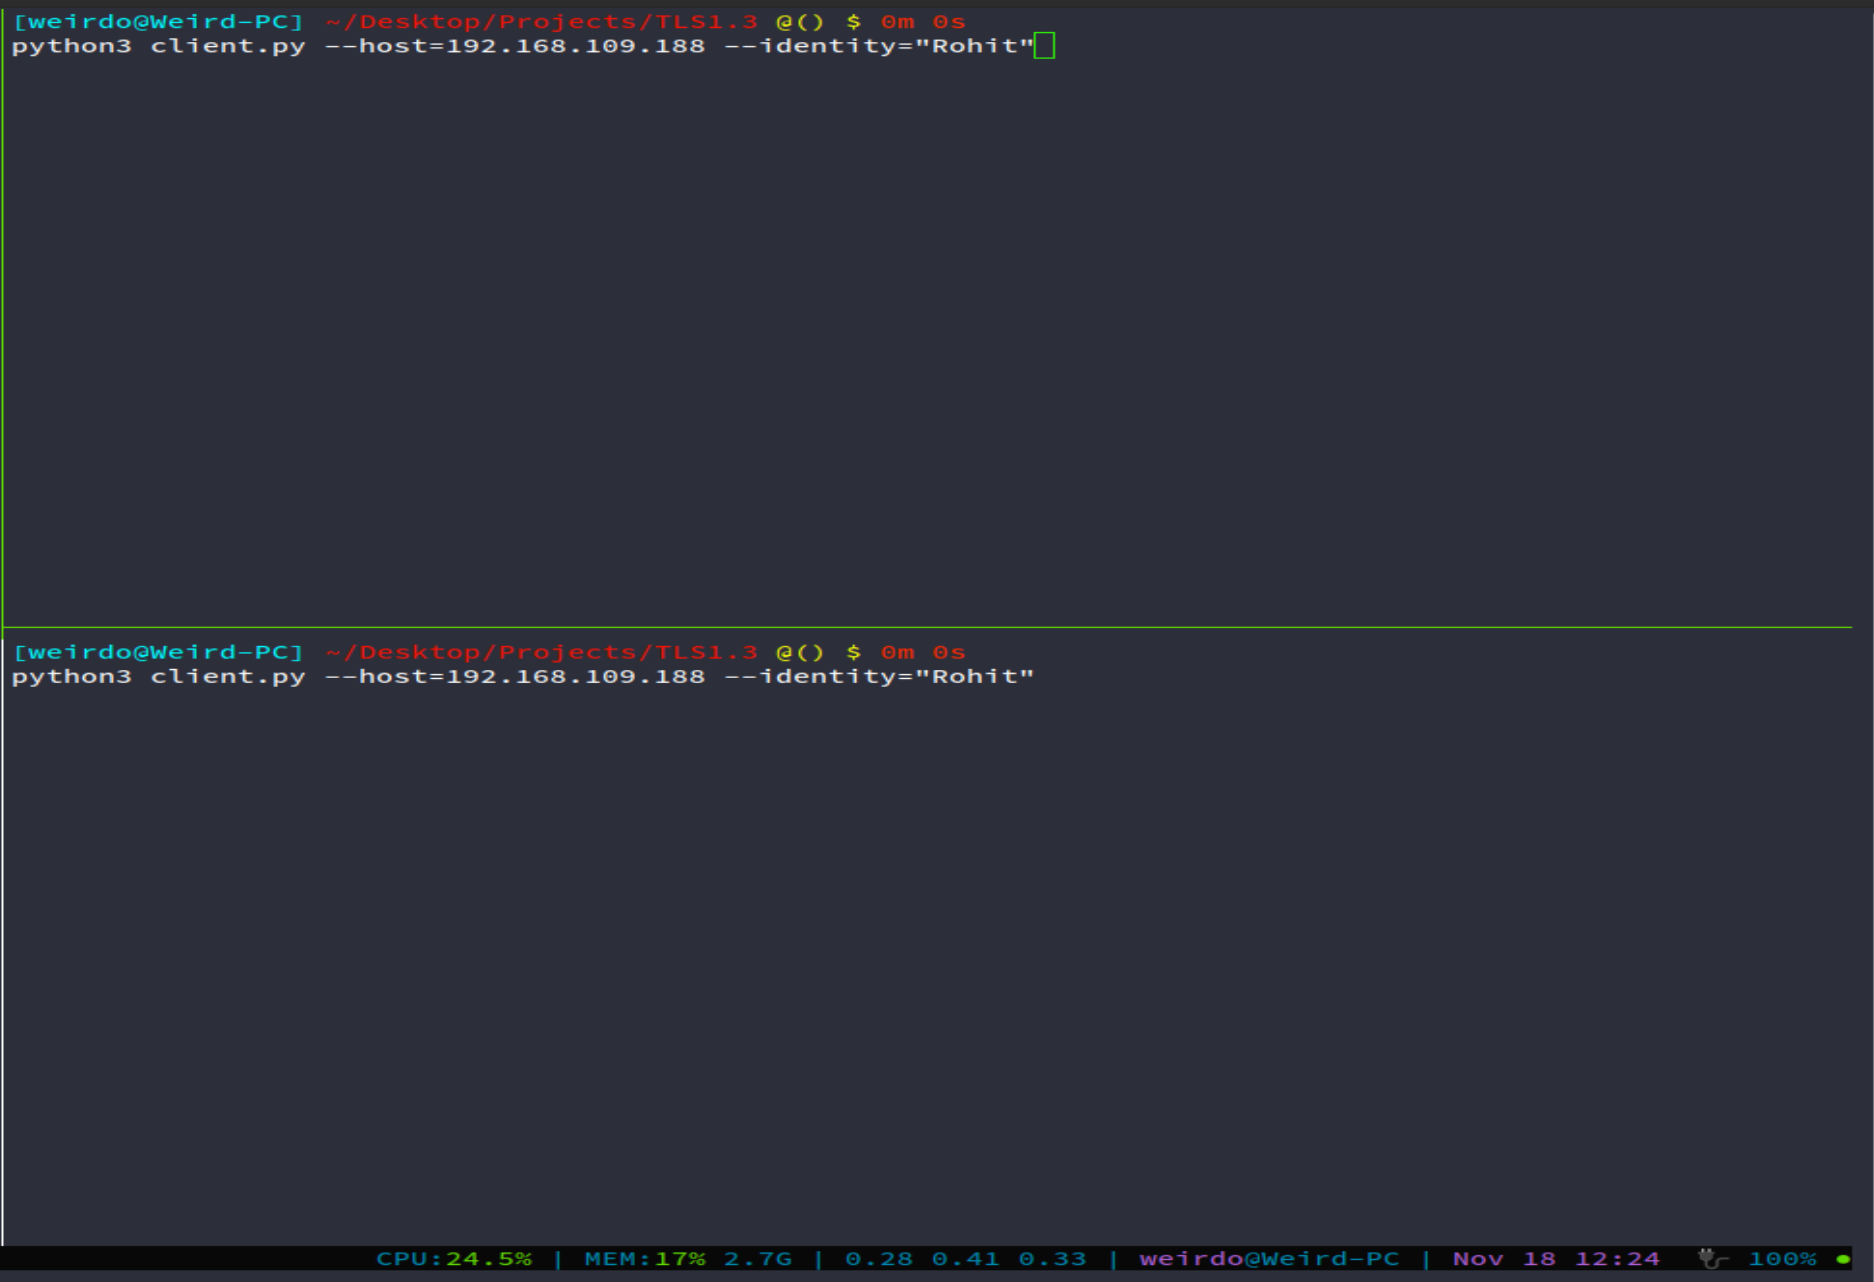 [weirdo@Weird-PC] ~/Desktop/Projects/TLS1.3 @() $ 0m 0s
python3 client.py --host=192.168.109.188 --identity="Rohit"
[weirdo@Weird-PC] ~/Desktop/Projects/TLS1.3 @() $ 0m 0s
python3 client.py --host=192.168.109.188 --identity="Rohit"
CPU:24.5% | MEM:17% 2.7G | 0.28 0.41 0.33 | weirdo@Weird-PC | Nov 18 12:24 100%